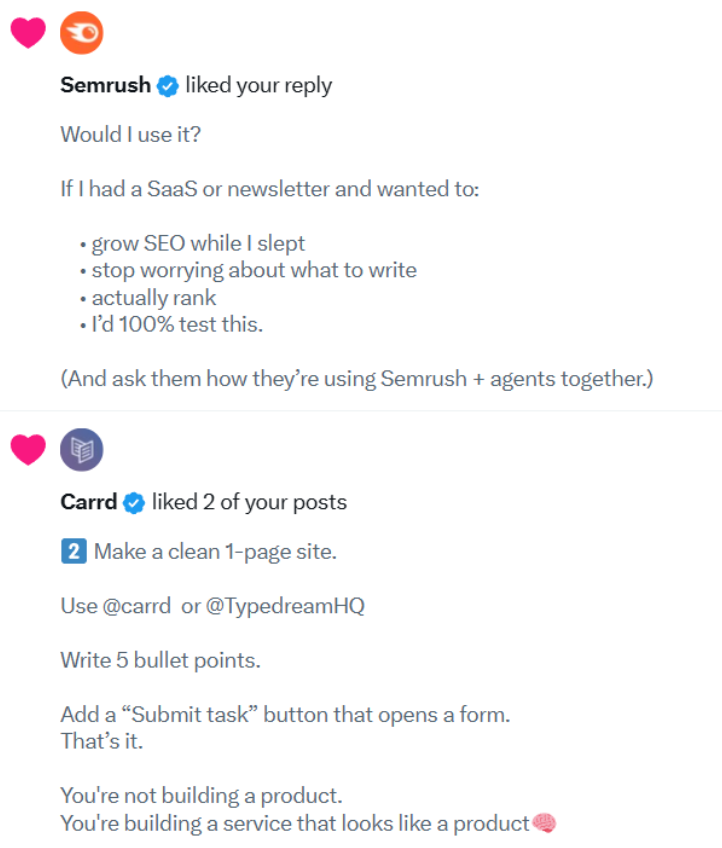 Semrush liked your reply
Would I use it?
If I had a SaaS or newsletter and wanted to:
• grow SEO while I slept
• stop worrying about what to write
• actually rank
• I’d 100% test this.
(And ask them how they’re using Semrush + agents together.)
Carrd liked 2 of your posts
2️⃣ Make a clean 1-page site.
Use @carrd or @TypedreamHQ
Write 5 bullet points.
Add a “Submit task” button that opens a form.
That’s it.
You're not building a product.
You're building a service that looks like a product🧠